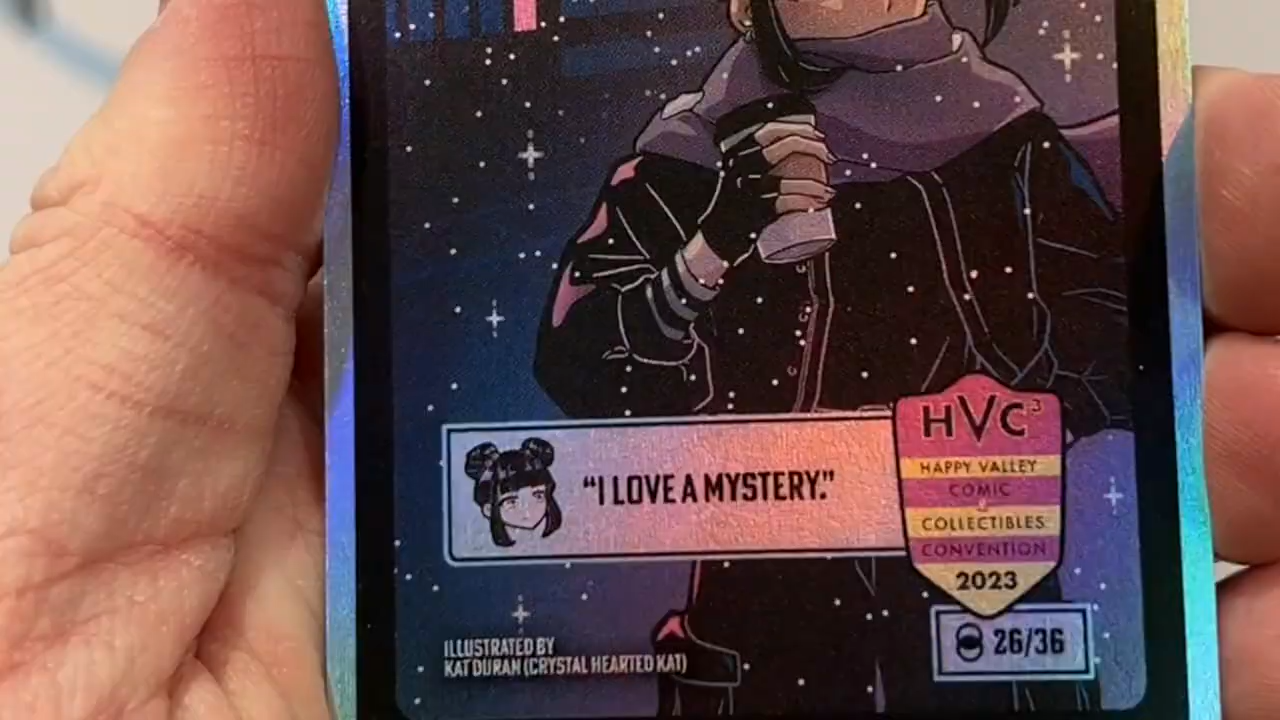 "I LOVE A MYSTERY."
HVC³
HAPPY VALLEY
COMIC
&
COLLECTIBLES
CONVENTION
2023
26/36
ILLUSTRATED BY
KAT DURAN (CRYSTAL HEARTED KAT)